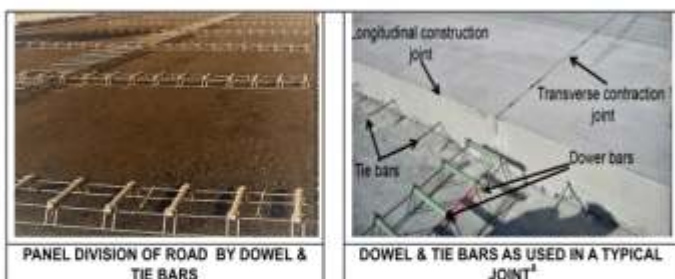 Longitudinal construction
joint
Transverse contraction
joint
Dower bars
Tie bars
PANEL DIVISION OF ROAD BY DOWEL &
TIE BARS
DOWEL & TIE BARS AS USED IN A TYPICAL
JOINT